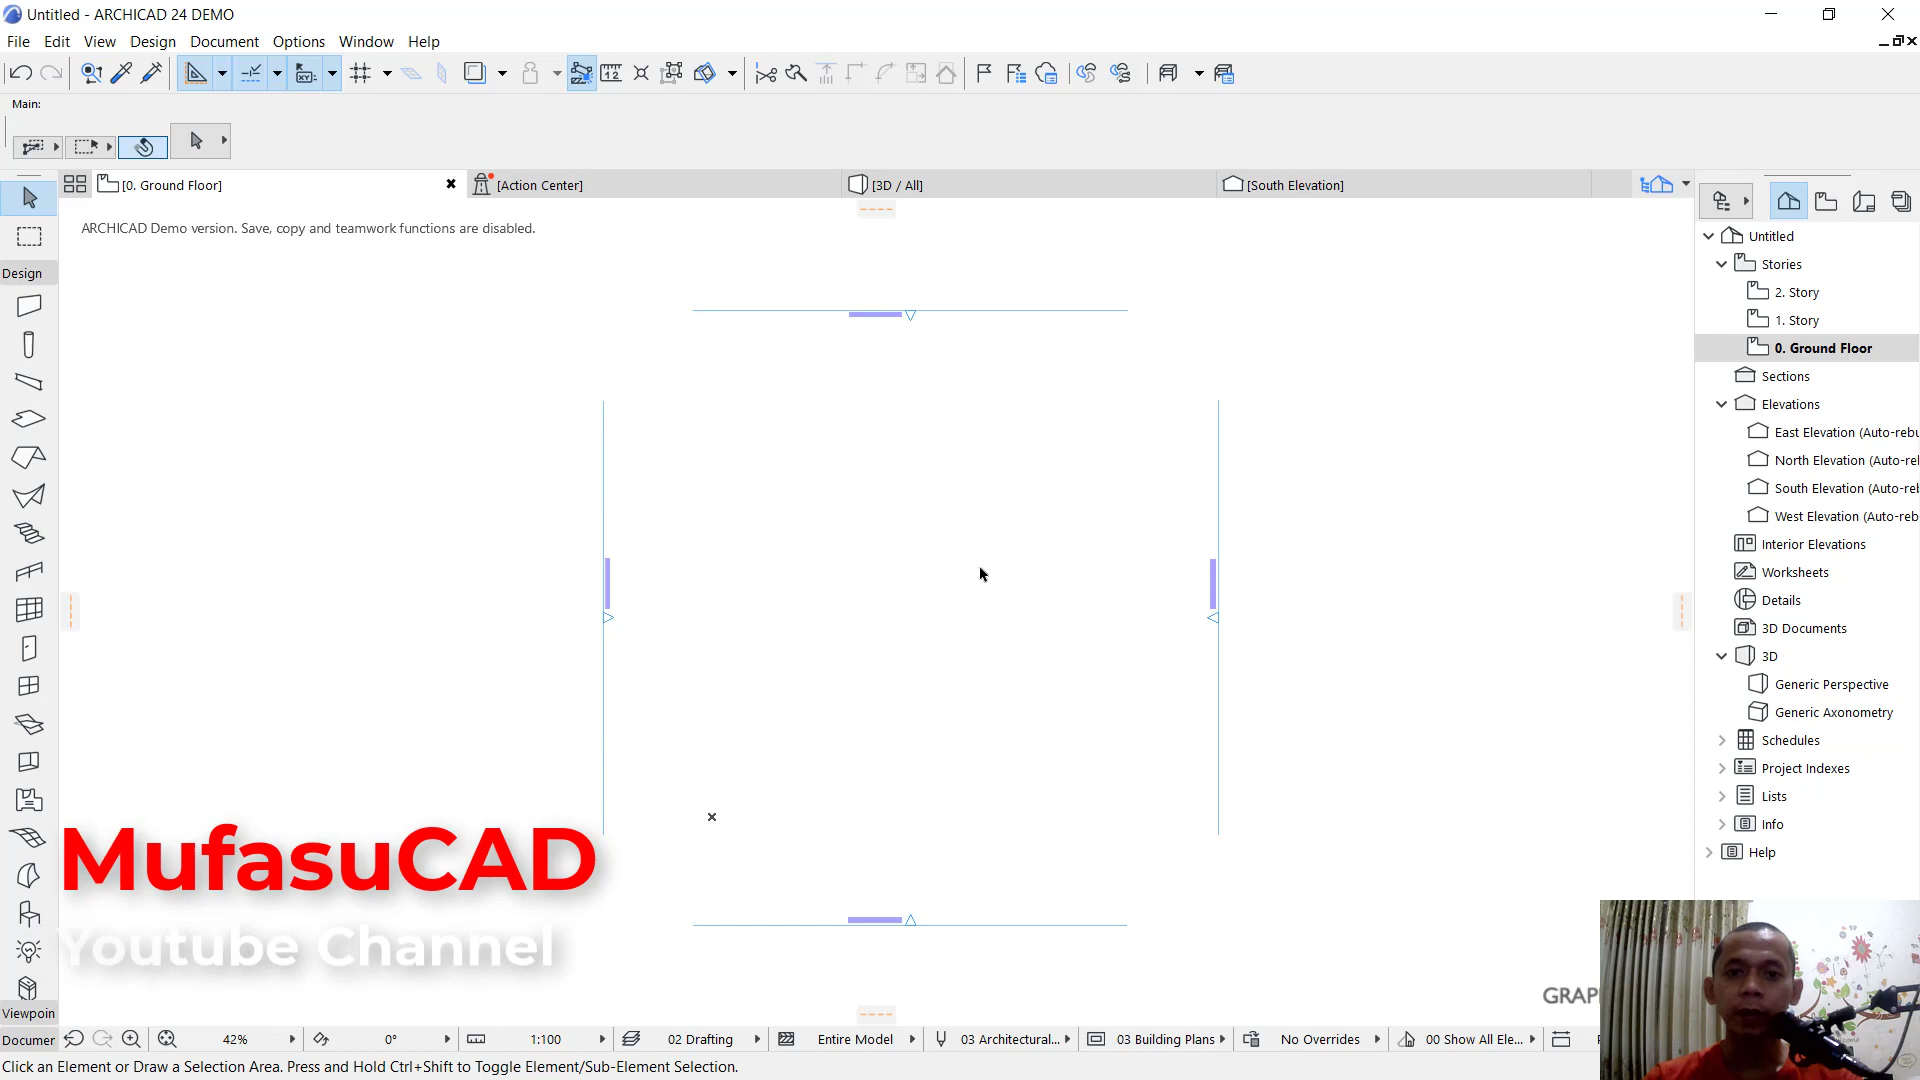 Untitled - ARCHICAD 24 DEMO
File Edit View Design Document Options Window Help
Main:
[0. Ground Floor] [Action Center] [3D / All] [South Elevation]
ARCHICAD Demo version. Save, copy and teamwork functions are disabled.
Design
Untitled
Stories
2. Story
1. Story
0. Ground Floor
Sections
Elevations
East Elevation (Auto-rebu
North Elevation (Auto-rel
South Elevation (Auto-reb
West Elevation (Auto-reb
Interior Elevations
Worksheets
Details
3D Documents
3D
Generic Perspective
Generic Axonometry
Schedules
Project Indexes
Lists
Info
Help
MufasuCAD
Youtube Channel
GRAP
Viewpoin
Documer
42% 0° 1:100 02 Drafting Entire Model 03 Architectural... 03 Building Plans No Overrides 00 Show All Ele...
Click an Element or Draw a Selection Area. Press and Hold Ctrl+Shift to Toggle Element/Sub-Element Selection.